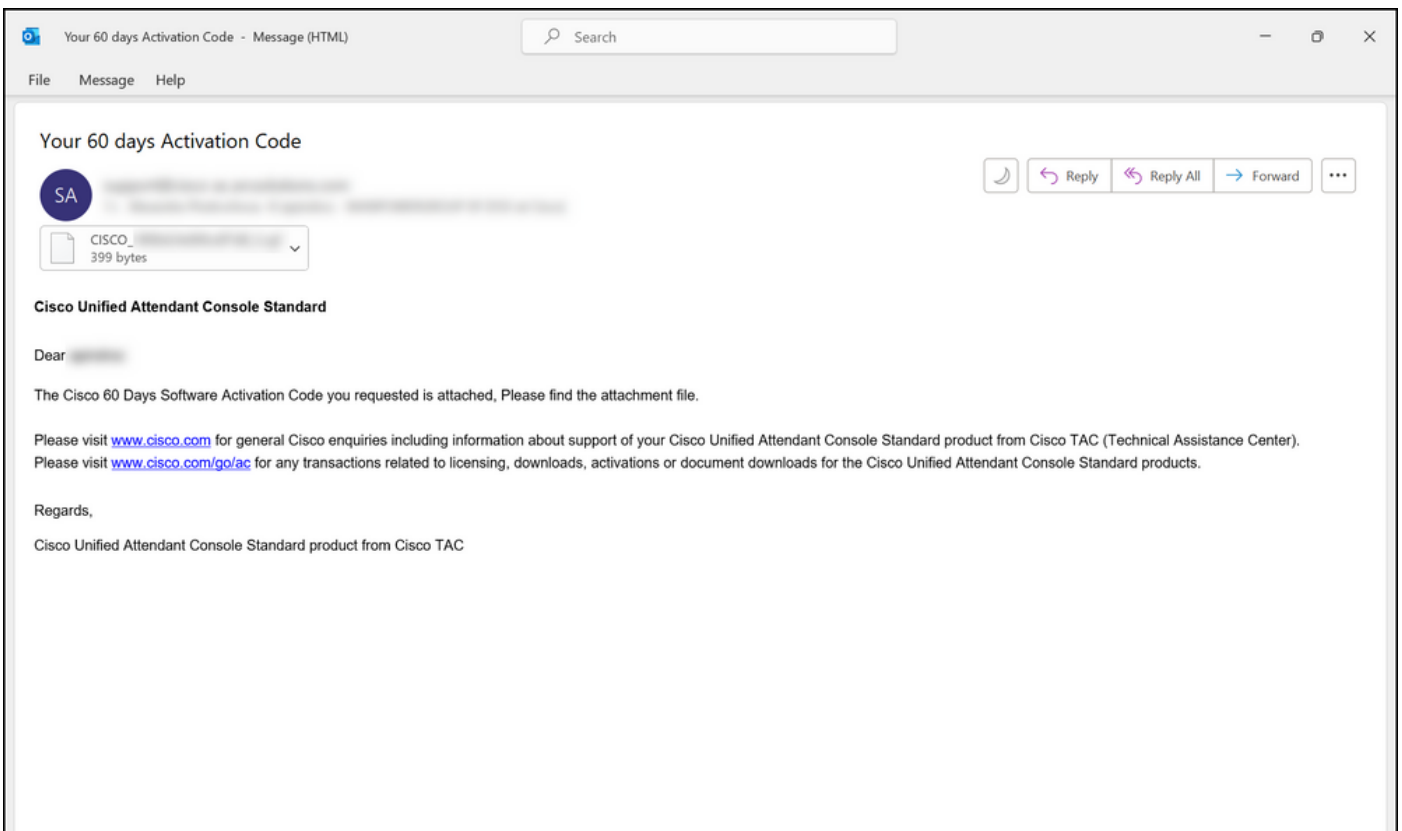 Your 60 days Activation Code - Message (HTML)
Search
File Message Help
Your 60 days Activation Code
SA
Reply
Reply All
Forward
CISCO_
399 bytes
Cisco Unified Attendant Console Standard
Dear
The Cisco 60 Days Software Activation Code you requested is attached, Please find the attachment file.
Please visit www.cisco.com for general Cisco enquiries including information about support of your Cisco Unified Attendant Console Standard product from Cisco TAC (Technical Assistance Center).
Please visit www.cisco.com/go/ac for any transactions related to licensing, downloads, activations or document downloads for the Cisco Unified Attendant Console Standard products.
Regards,
Cisco Unified Attendant Console Standard product from Cisco TAC